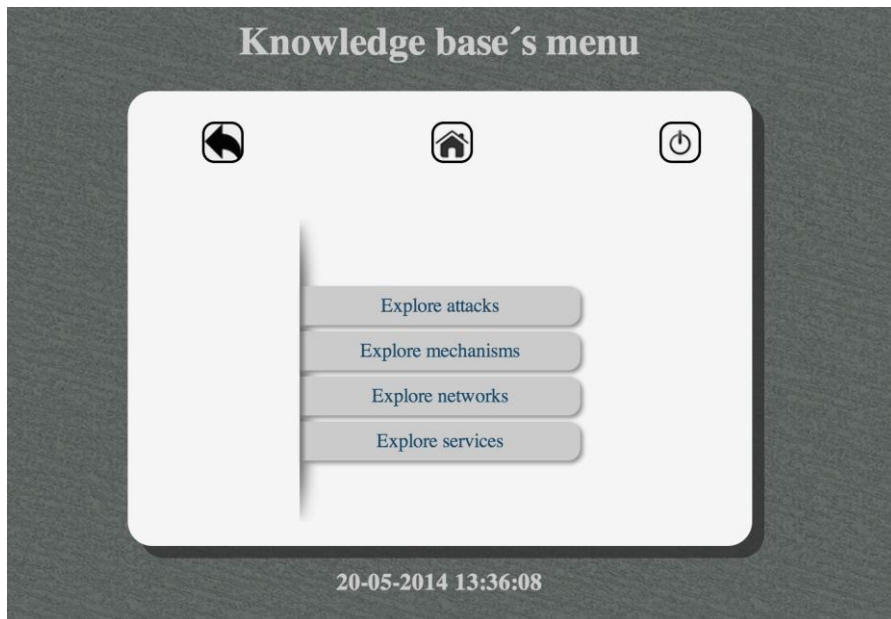 Knowledge base´s menu
Explore attacks
Explore mechanisms
Explore networks
Explore services
20-05-2014 13:36:08